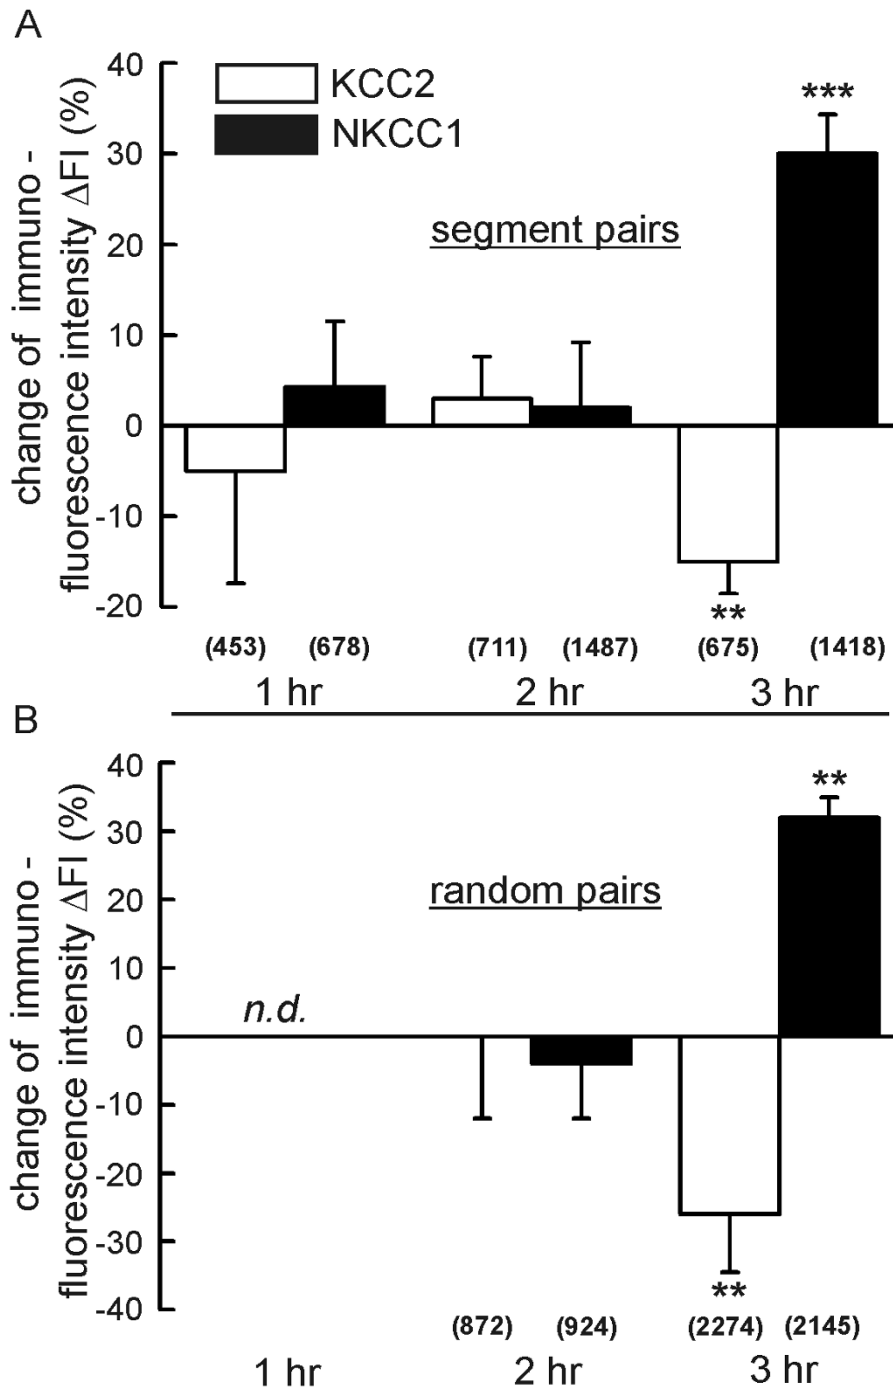 A
change of immuno -
fluorescence intensity ΔFI (%)
40
30
20
10
0
-10
-20
KCC2
NKCC1
***
segment pairs
**
(453) (678) (711) (1487) (675) (1418)
1 hr 2 hr 3 hr
B
change of immuno -
fluorescence intensity ΔFI (%)
40
30
20
10
0
-10
-20
-30
-40
**
random pairs
n.d.
**
(872) (924) (2274) (2145)
1 hr 2 hr 3 hr